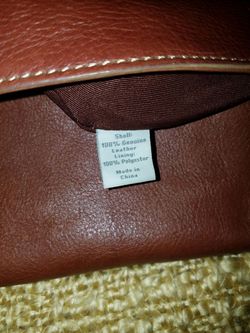 Shell:
100% Genuine
Leather
Lining:
100% Polyester
Made in
China